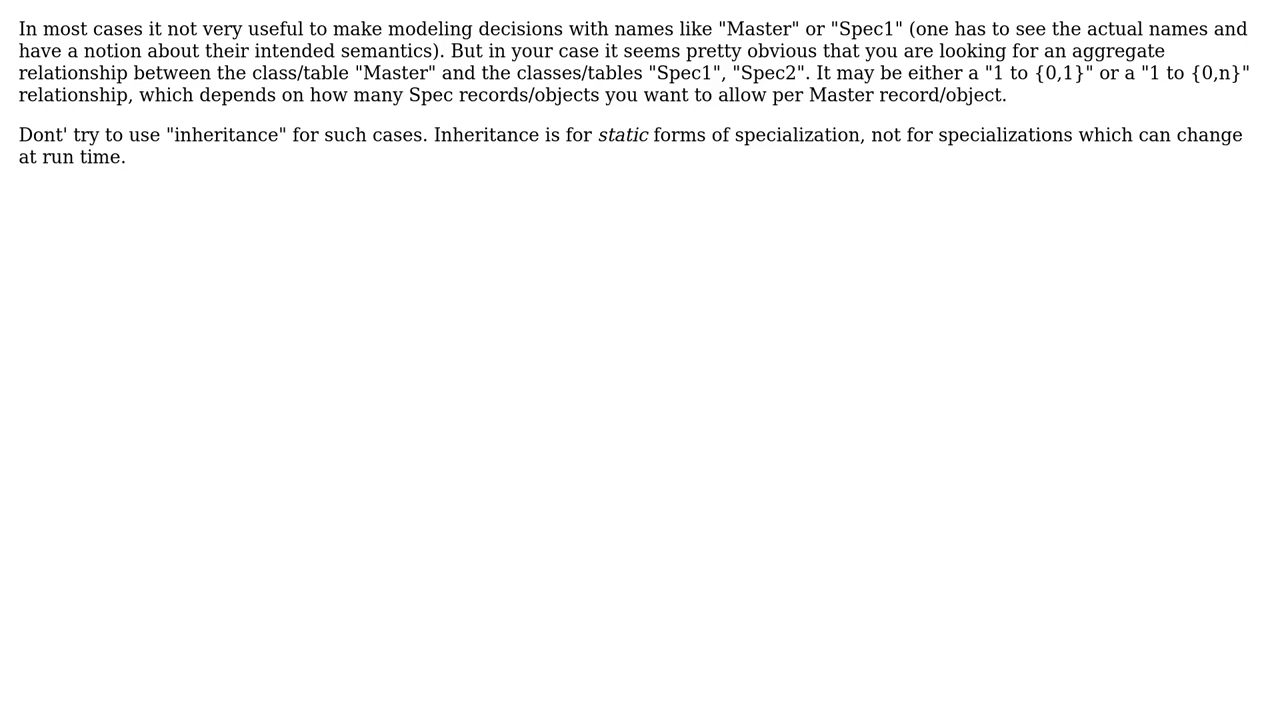 In most cases it not very useful to make modeling decisions with names like "Master" or "Spec1" (one has to see the actual names and
have a notion about their intended semantics). But in your case it seems pretty obvious that you are looking for an aggregate
relationship between the class/table "Master" and the classes/tables "Spec1", "Spec2". It may be either a "1 to {0,1}" or a "1 to {0,n}"
relationship, which depends on how many Spec records/objects you want to allow per Master record/object.
Dont' try to use "inheritance" for such cases. Inheritance is for static forms of specialization, not for specializations which can change
at run time.